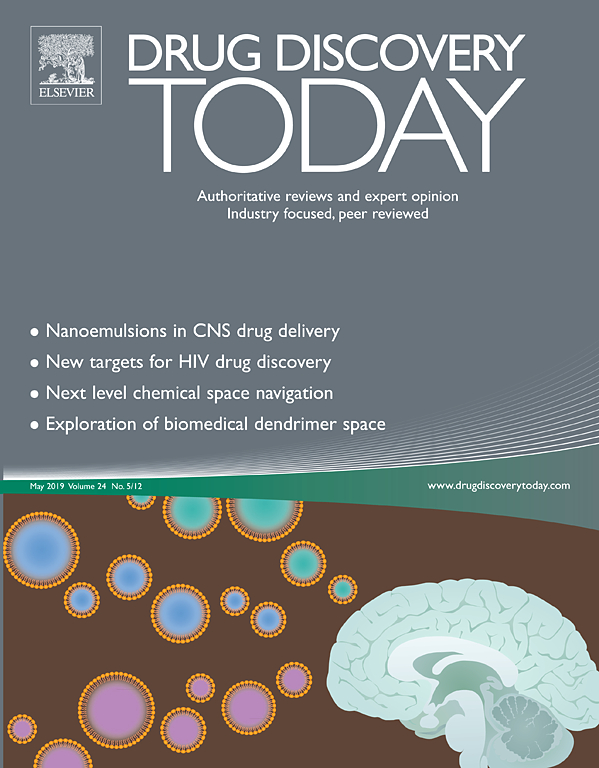 ELSEVIER
DRUG DISCOVERY
TODAY
Authoritative reviews and expert opinion
Industry focused, peer reviewed
• Nanoemulsions in CNS drug delivery
• New targets for HIV drug discovery
• Next level chemical space navigation
• Exploration of biomedical dendrimer space
May 2019 Volume 24 No. 5/12
www.drugdiscoverytoday.com